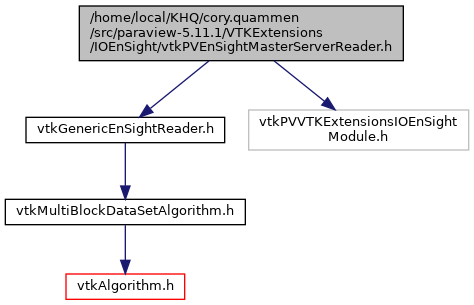 /home/local/KHQ/cory.quammen
/src/paraview-5.11.1/VTKExtensions
/IOEnSight/vtkPVEnSightMasterServerReader.h
vtkGenericEnSightReader.h
vtkPVVTKExtensionsIOEnSight
Module.h
vtkMultiBlockDataSetAlgorithm.h
vtkAlgorithm.h